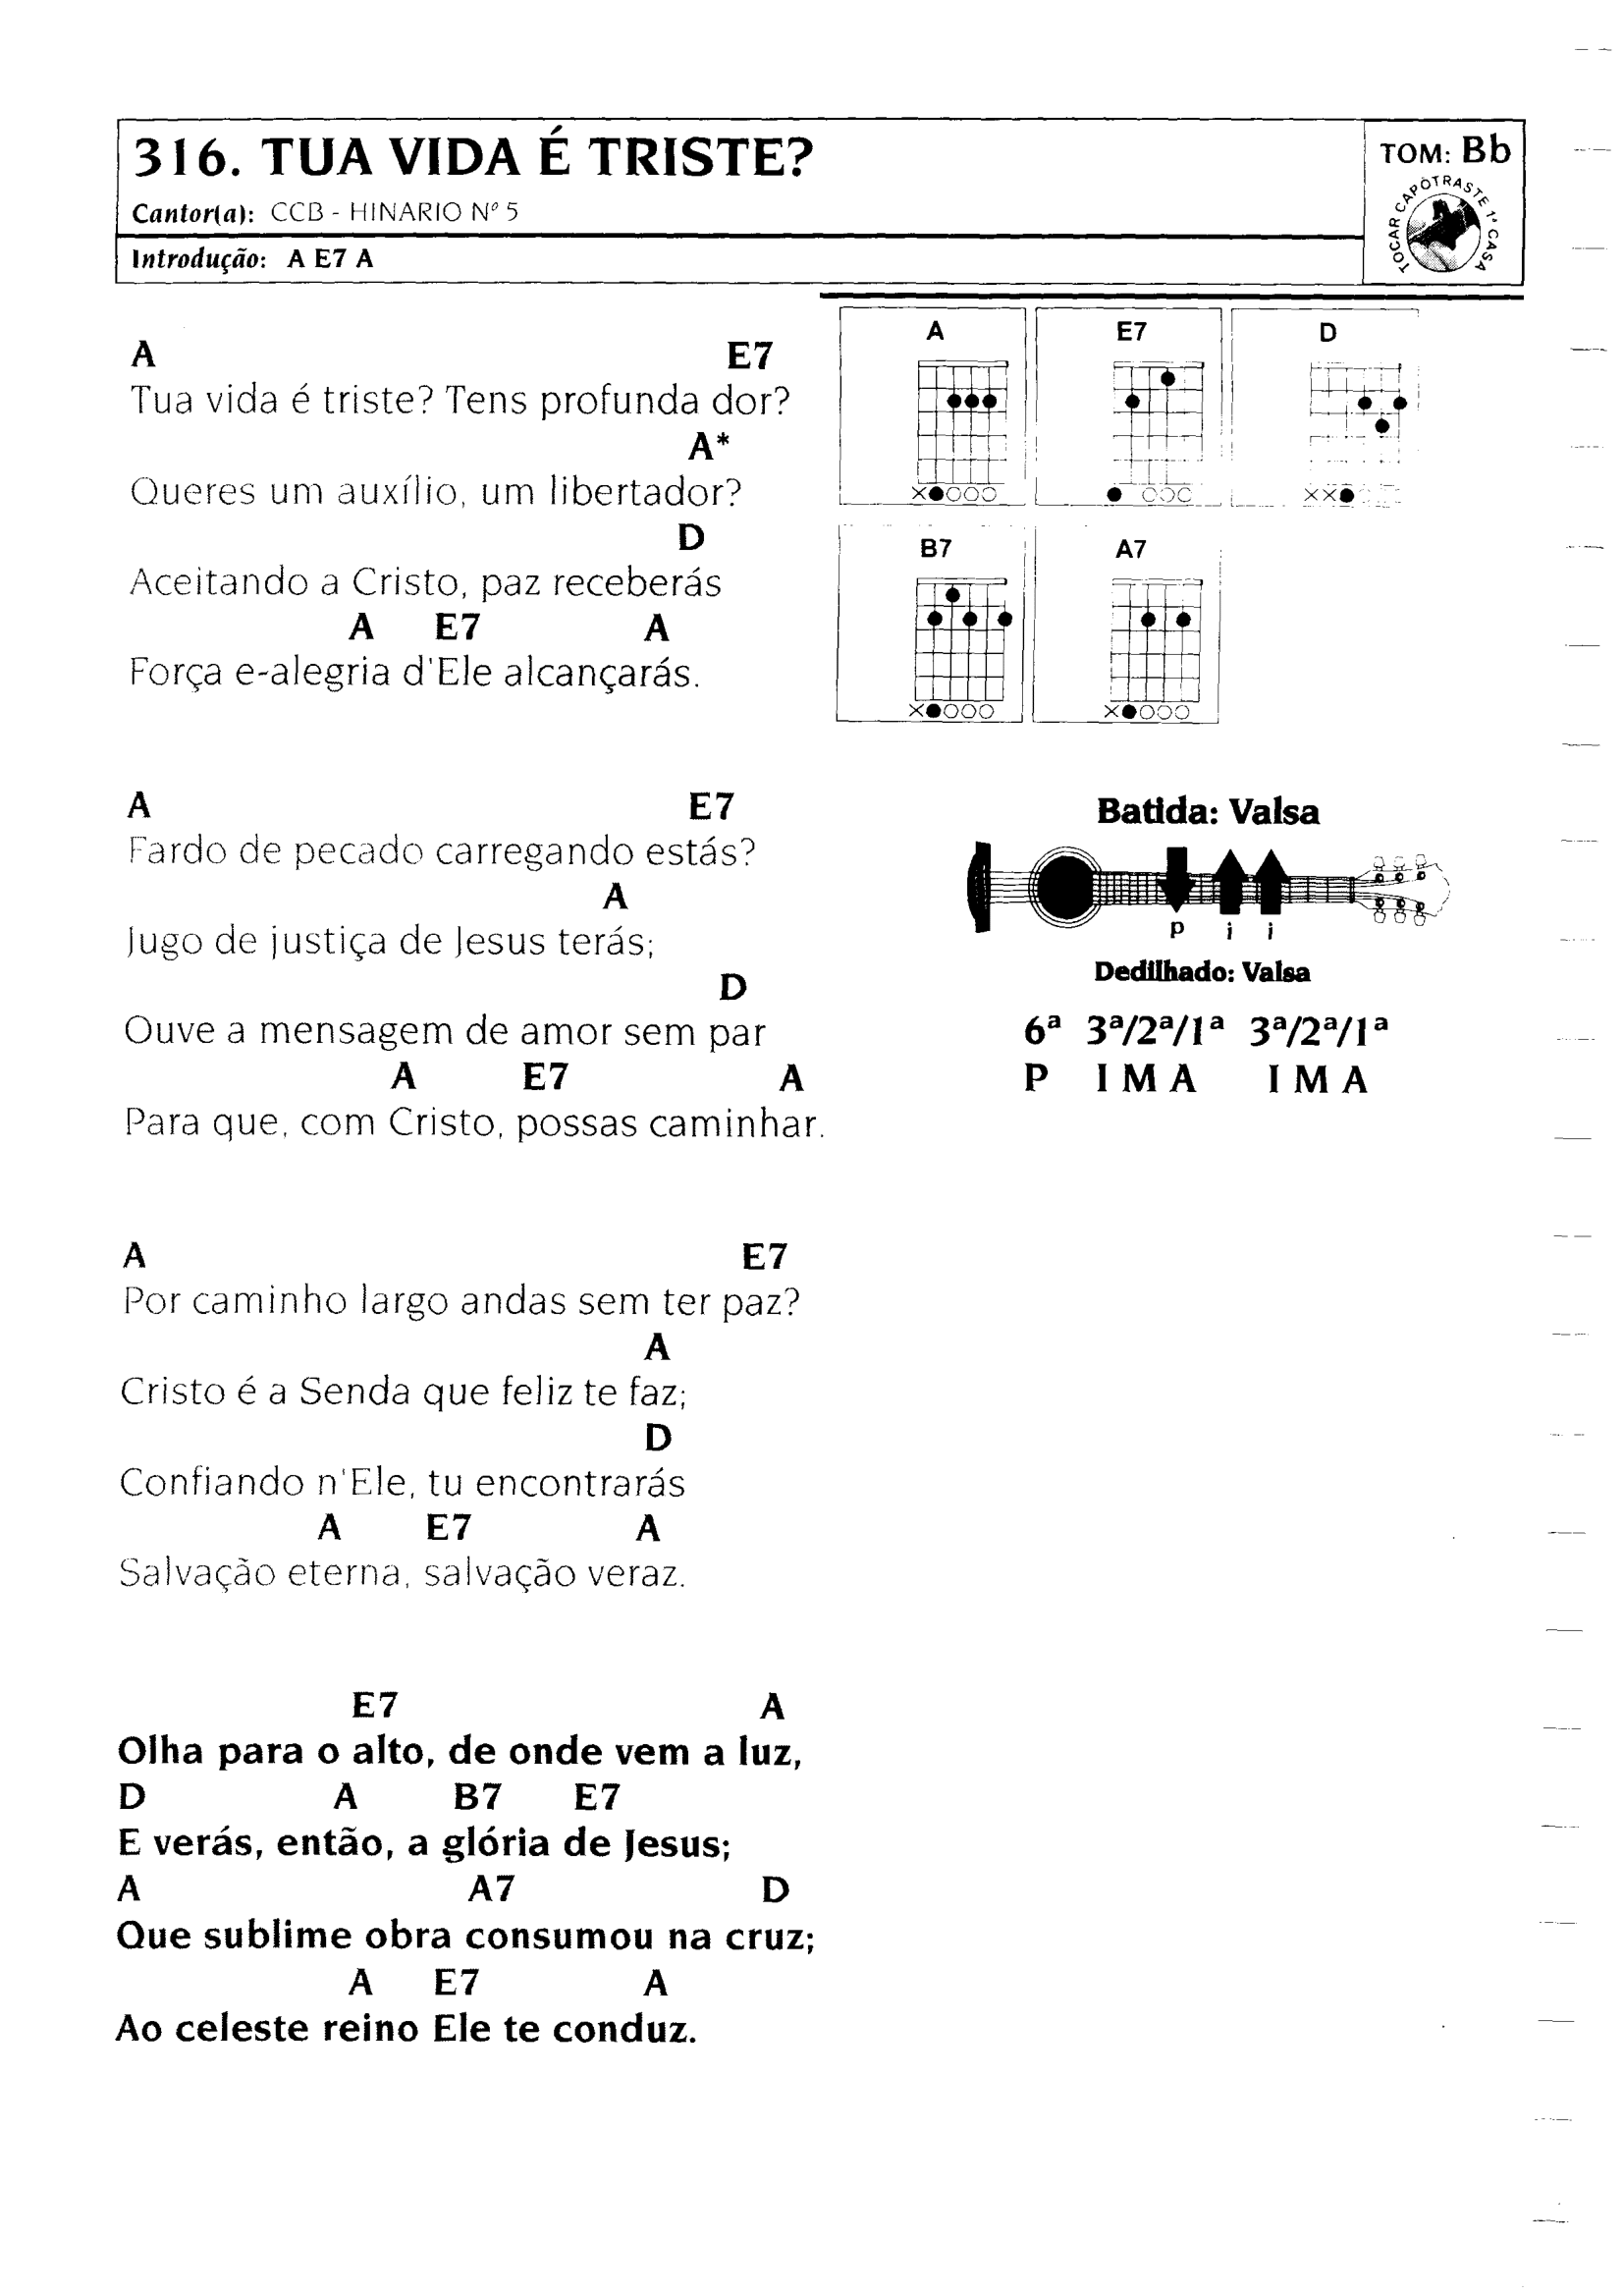 316. TUA VIDA É TRISTE?
Cantor(a): CCB - HINARIO Nº 5
Introdução: A E7 A
TOM: Bb
TOCAR CAPOTRASTE 1ª CASA
A E7
Tua vida é triste? Tens profunda dor?
A*
Queres um auxílio, um libertador?
D
Aceitando a Cristo, paz receberás
A E7 A
Força e-alegria d'Ele alcançarás.
A E7
Fardo de pecado carregando estás?
A
Jugo de justiça de Jesus terás;
D
Ouve a mensagem de amor sem par
A E7 A
Para que, com Cristo, possas caminhar.
A E7
Por caminho largo andas sem ter paz?
A
Cristo é a Senda que feliz te faz;
D
Confiando n'Ele, tu encontrarás
A E7 A
Salvação eterna, salvação veraz.
E7 A
Olha para o alto, de onde vem a luz,
D A B7 E7
E verás, então, a glória de Jesus;
A A7 D
Que sublime obra consumou na cruz;
A E7 A
Ao celeste reino Ele te conduz.
A E7 D
B7 A7
Batida: Valsa
p i i
Dedilhado: Valsa
6ª 3ª/2ª/1ª 3ª/2ª/1ª
P I M A I M A